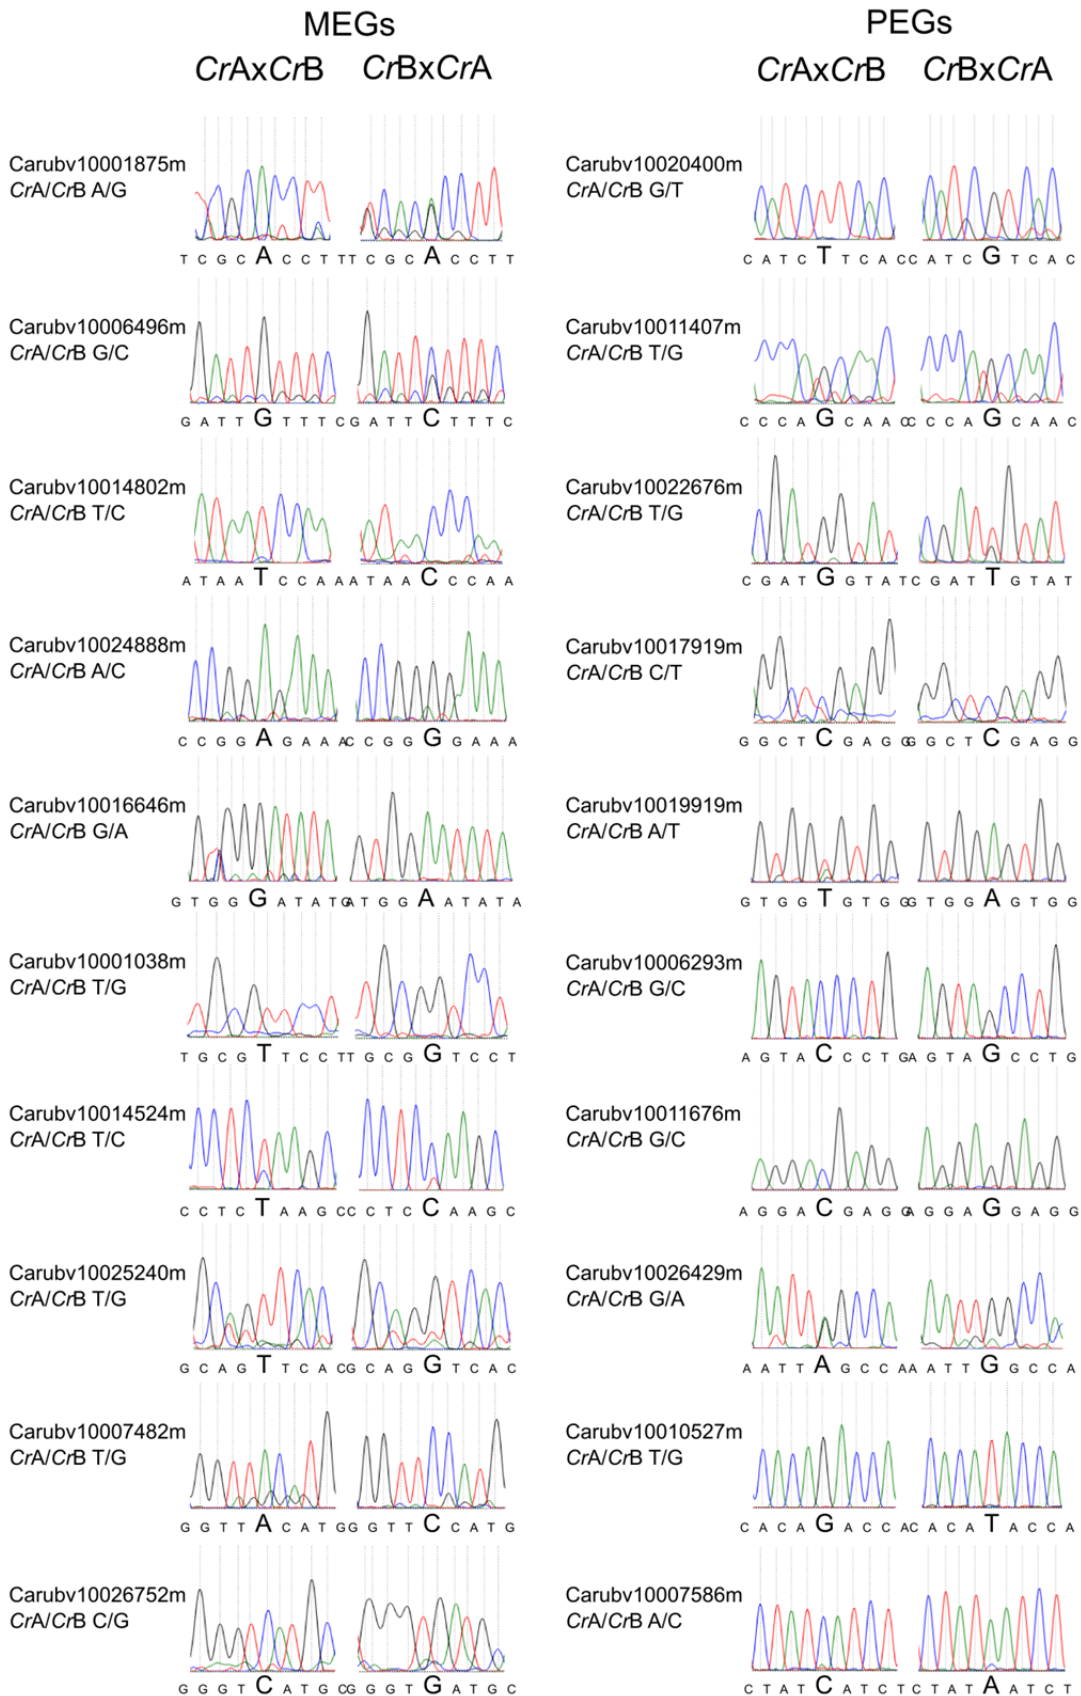 MEGs
PEGs
CrAxCrB CrBxCrA
CrAxCrB CrBxCrA
Carubv10001875m
CrA/CrB A/G
T C G C A C C T T T C G C A C C T T
Carubv10020400m
CrA/CrB G/T
C A T C T T C A C C A T C G T C A C
Carubv10006496m
CrA/CrB G/C
G A T T G T T T C G A T T C T T T C
Carubv10011407m
CrA/CrB T/G
C C C A G C A A C C C C A G C A A C
Carubv10014802m
CrA/CrB T/C
A T A A T C C A A A T A A C C C A A
Carubv10022676m
CrA/CrB T/G
C G A T G G T A T C G A T T G T A T
Carubv10024888m
CrA/CrB A/C
C C G G A G A A A C C G G G G A A A
Carubv10017919m
CrA/CrB C/T
G G C T C G A G G G G C T C G A G G
Carubv10016646m
CrA/CrB G/A
G T G G G A T A T G A T G G A A T A T A
Carubv10019919m
CrA/CrB A/T
G T G G T G T G G G T G G A G T G G
Carubv10001038m
CrA/CrB T/G
T G C G T T C C T T G C G G T C C T
Carubv10006293m
CrA/CrB G/C
A G T A C C C T G A G T A G C C T G
Carubv10014524m
CrA/CrB T/C
C C T C T A A G C C C T C C A A G C
Carubv10011676m
CrA/CrB G/C
A G G A C G A G G A G G A G G A G G
Carubv10025240m
CrA/CrB T/G
G C A G T T C A C G C A G G T C A C
Carubv10026429m
CrA/CrB G/A
A A T T A G C C A A A T T G G C C A
Carubv10007482m
CrA/CrB T/G
G G T T A C A T G G G T T C C A T G
Carubv10010527m
CrA/CrB T/G
C A C A G A C C A C A C A T A C C A
Carubv10026752m
CrA/CrB C/G
G G G T C A T G C G G G T G A T G C
Carubv10007586m
CrA/CrB A/C
C T A T C A T C T C T A T A A T C T